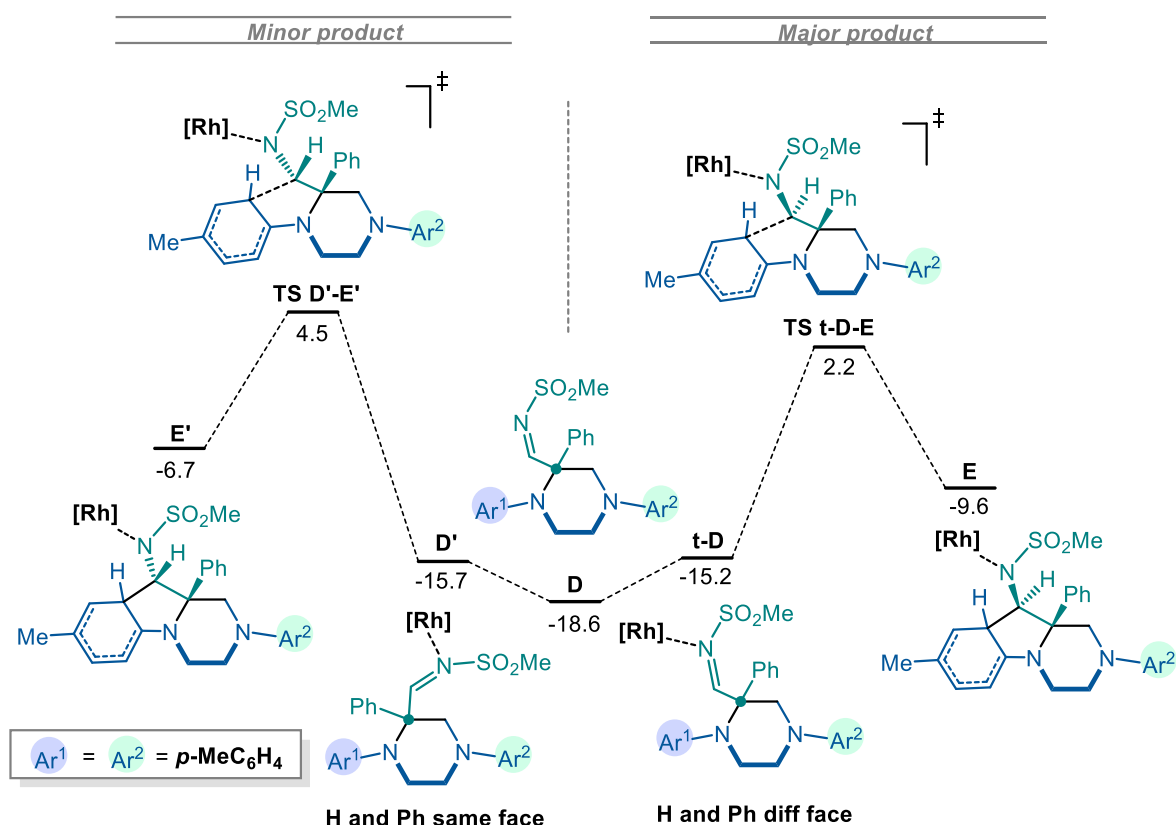 Minor product
Major product
‡
SO2Me
[Rh]
N
H
Ph
H
N
N
Ar2
Me
TS D'-E'
4.5
‡
SO2Me
[Rh]
N
H
Ph
H
N
N
Ar2
Me
TS t-D-E
2.2
SO2Me
N
Ph
Ar1
N
N
Ar2
E'
-6.7
E
-9.6
D'
-15.7
D
-18.6
t-D
-15.2
[Rh]
SO2Me
N
H
Ph
H
N
N
Ar2
Me
[Rh]
N
SO2Me
Ph
Ar1
N
N
Ar2
H and Ph same face
SO2Me
[Rh]
N
Ph
Ar1
N
N
Ar2
H and Ph diff face
[Rh]
SO2Me
N
H
Ph
H
N
N
Ar2
Me
Ar1 = Ar2 = p-MeC6H4